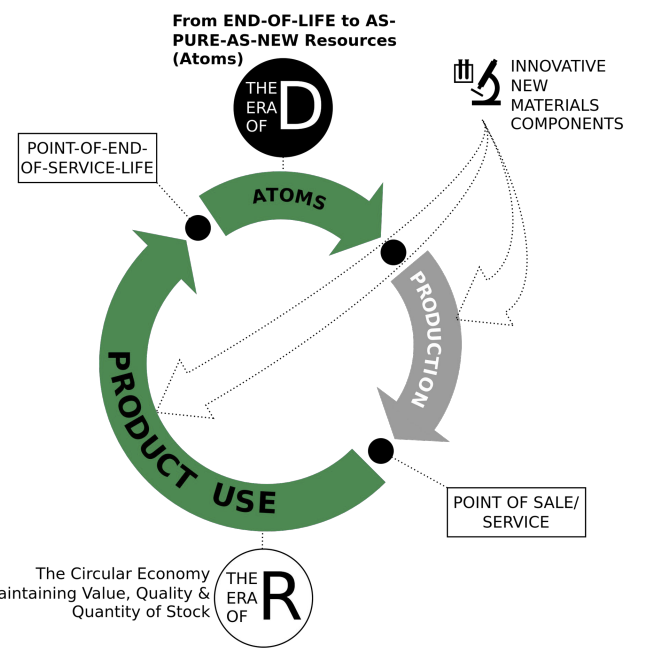 From END-OF-LIFE to AS-
PURE-AS-NEW Resources
(Atoms)
THE
ERA
OF
D
INNOVATIVE
NEW
MATERIALS
COMPONENTS
POINT-OF-END-
OF-SERVICE-LIFE
ATOMS
PRODUCTION
PRODUCT USE
POINT OF SALE/
SERVICE
The Circular Economy
aintaining Value, Quality &
Quantity of Stock
THE
ERA
OF
R